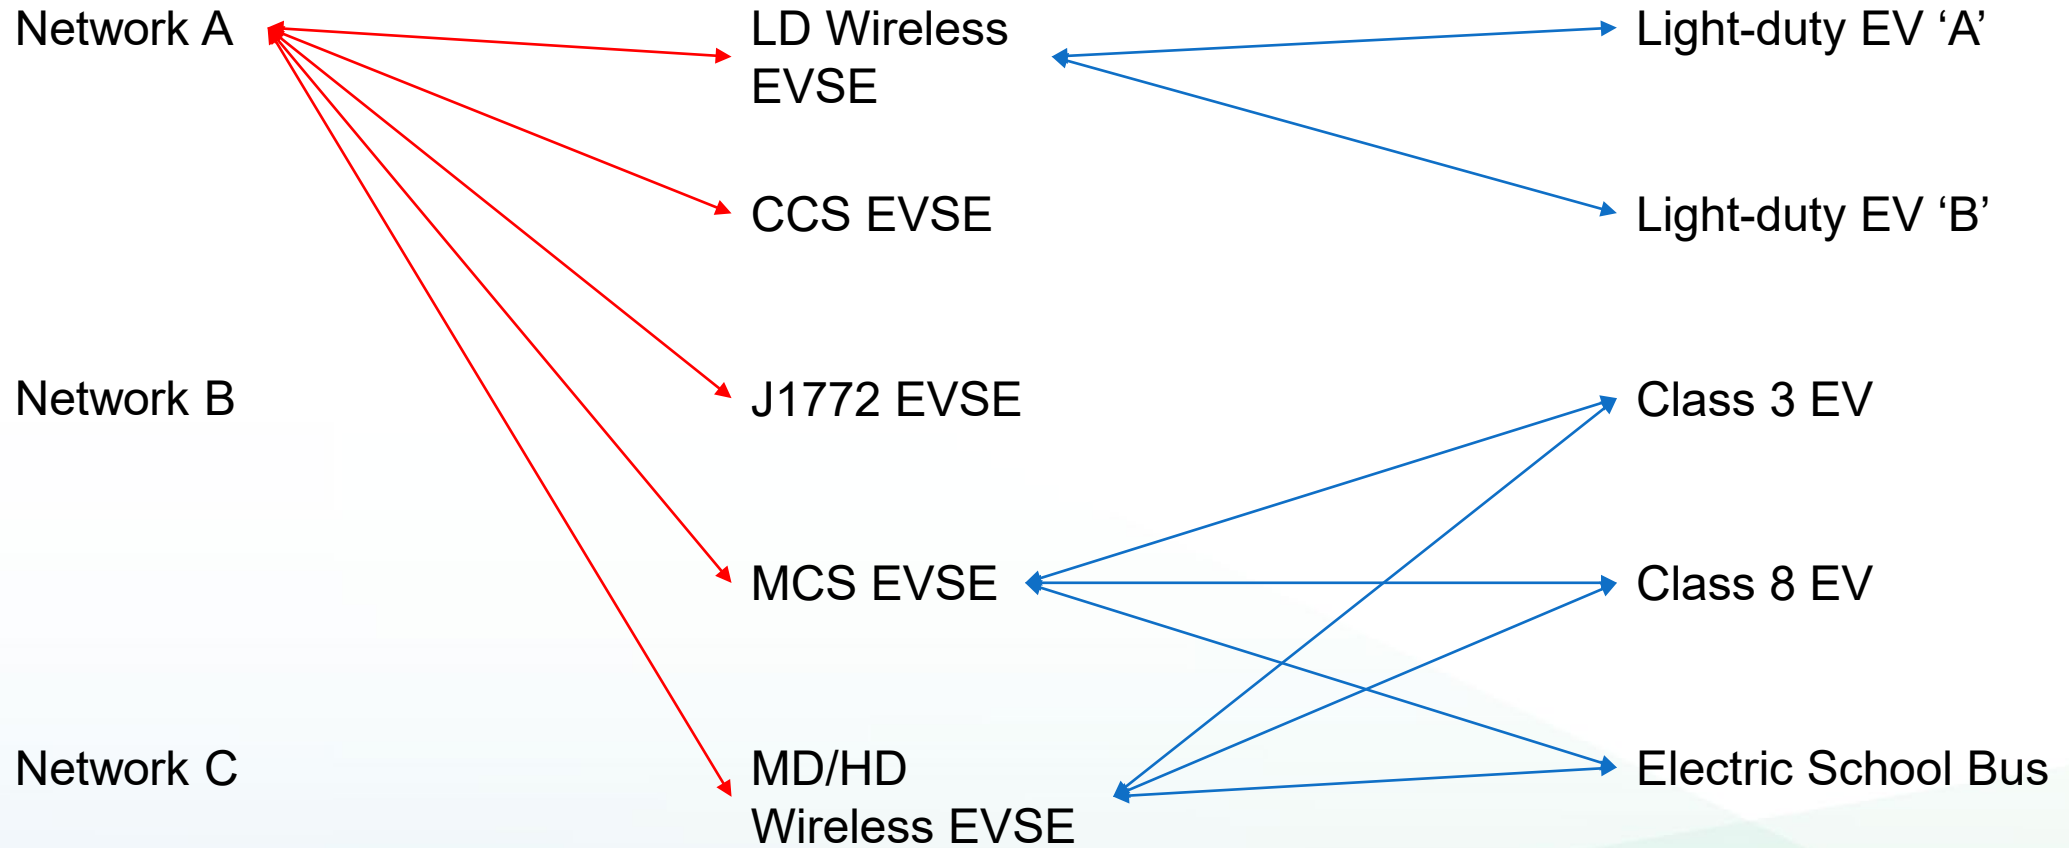 Network A
LD Wireless
EVSE
Light-duty EV ‘A’
CCS EVSE
Light-duty EV ‘B’
Network B
J1772 EVSE
Class 3 EV
MCS EVSE
Class 8 EV
Network C
MD/HD
Wireless EVSE
Electric School Bus